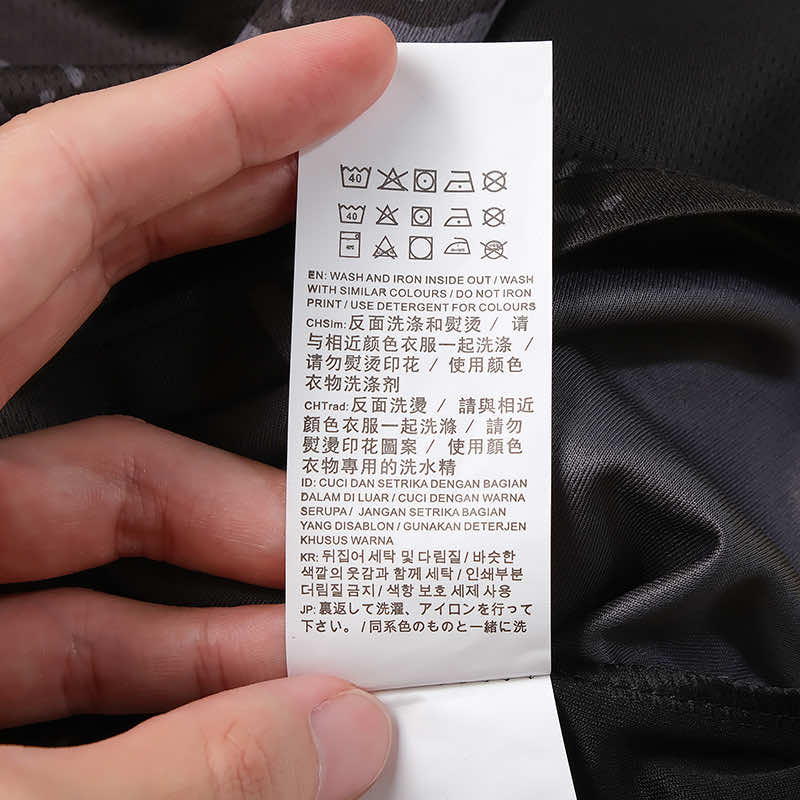 40
40
EN: WASH AND IRON INSIDE OUT / WASH
WITH SIMILAR COLOURS / DO NOT IRON
PRINT / USE DETERGENT FOR COLOURS
CHSim: 反面洗涤和熨烫 / 请
与相近颜色衣服一起洗涤 /
请勿熨烫印花 / 使用颜色
衣物洗涤剂
CHTrad: 反面洗燙 / 請與相近
顏色衣服一起洗滌 / 請勿
熨燙印花圖案 / 使用顏色
衣物專用的洗水精
ID: CUCI DAN SETRIKA DENGAN BAGIAN
DALAM DI LUAR / CUCI DENGAN WARNA
SERUPA / JANGAN SETRIKA BAGIAN
YANG DISABLON / GUNAKAN DETERJEN
KHUSUS WARNA
KR: 뒤집어 세탁 및 다림질 / 바슷한
색깔의 옷감과 함께 세탁 / 인쇄부분
더림질 금지 / 색항 보호 세제 사용
JP: 裏返して洗濯、アイロンを行って
下さい。 / 同系色のものと一緒に洗